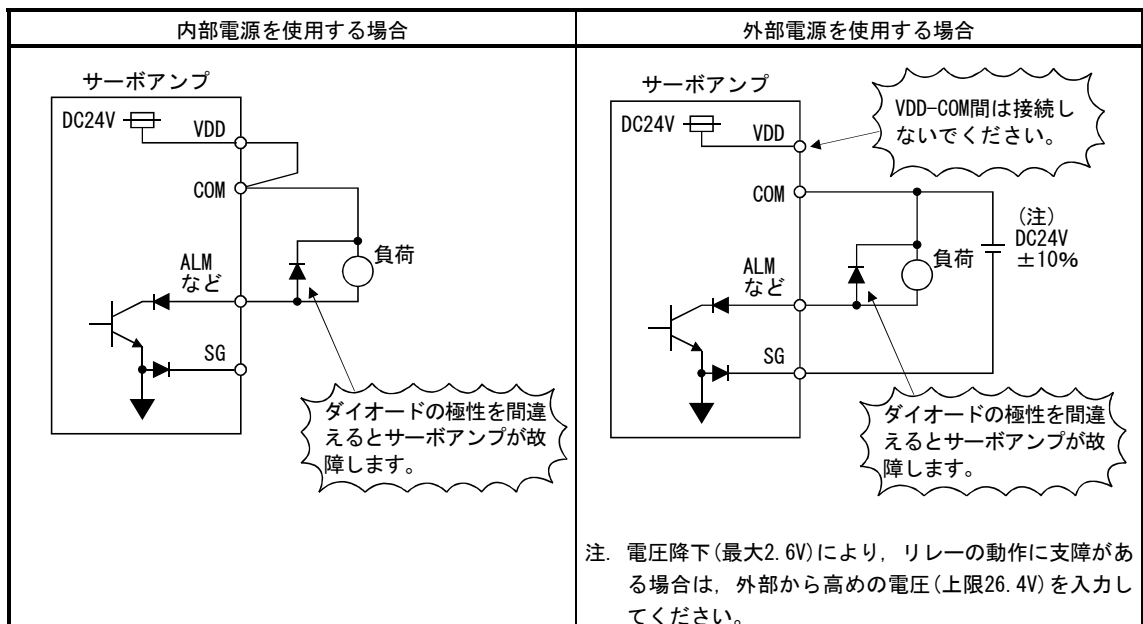 内部電源を使用する場合
サーボアンプ
DC24V
VDD
COM
負荷
ALM
など
SG
ダイオードの極性を間違
えるとサーボアンプが故
障します。
外部電源を使用する場合
サーボアンプ
VDD-COM間は接続し
ないでください。
DC24V
VDD
COM
(注)
DC24V
±10%
負荷
ALM
など
SG
ダイオードの極性を間違
えるとサーボアンプが故
障します。
注. 電圧降下(最大2.6V)により，リレーの動作に支障があ
る場合は，外部から高めの電圧(上限26.4V)を入力し
てください。